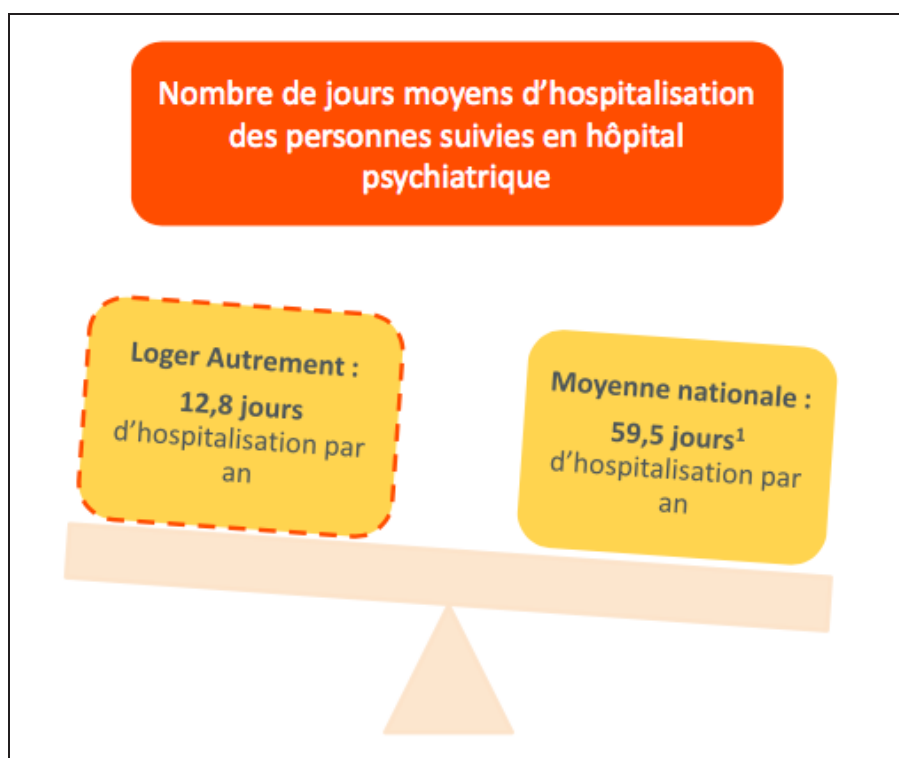 Nombre de jours moyens d’hospitalisation
des personnes suivies en hôpital
psychiatrique
Loger Autrement :
12,8 jours
d’hospitalisation par
an
Moyenne nationale :
59,5 jours¹
d’hospitalisation par
an